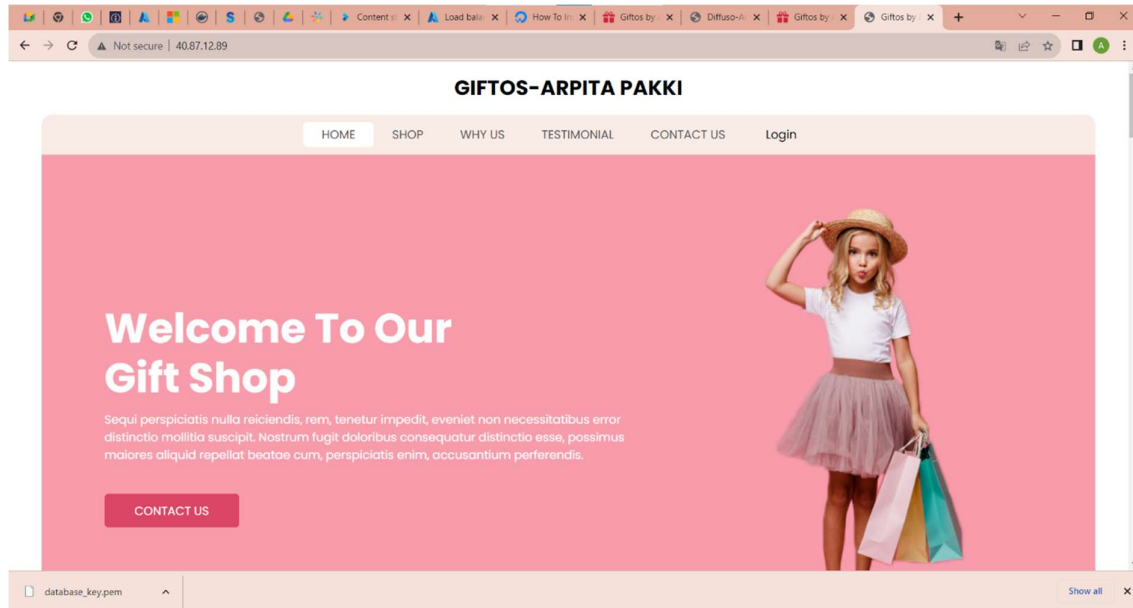 Content s
Load bala
How To In
Giftos by
Diffuso-A
Giftos by
Giftos by
Not secure | 40.87.12.89
A
GIFTOS-ARPITA PAKKI
HOME SHOP WHY US TESTIMONIAL CONTACT US Login
Welcome To Our
Gift Shop
Sequi perspiciatis nulla reiciendis, rem, tenetur impedit, eveniet non necessitatibus error
distinctio mollitia suscipit. Nostrum fugit doloribus consequatur distinctio esse, possimus
maiores aliquid repellat beatae cum, perspiciatis enim, accusantium perferendis.
CONTACT US
database_key.pem
Show all